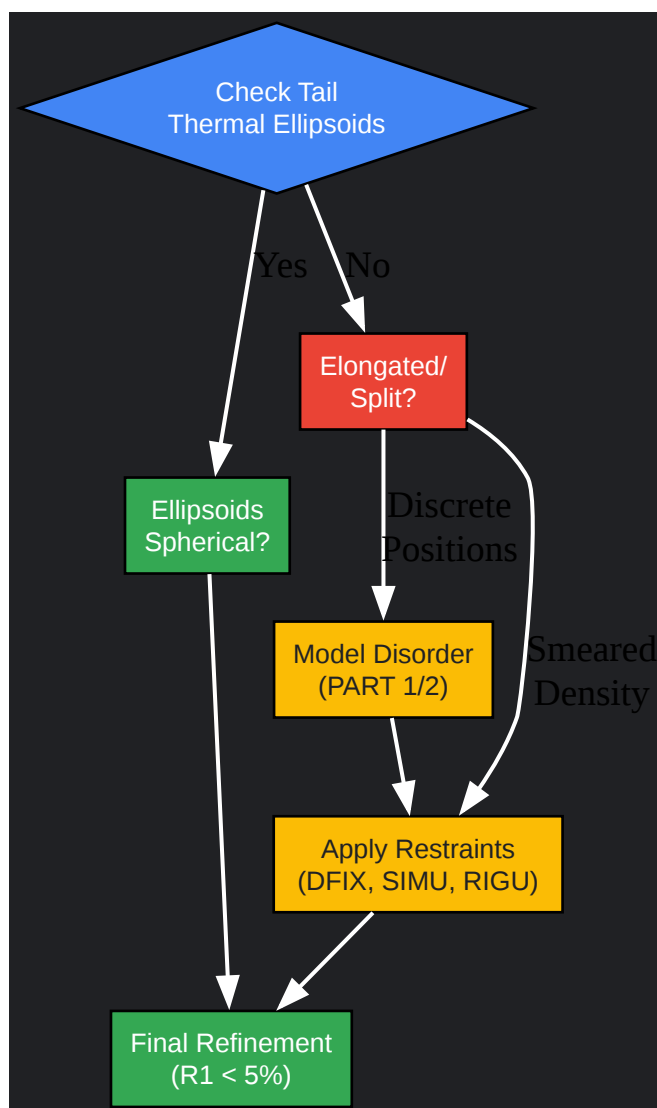 Check Tail
Thermal Ellipsoids
Yes
No
Elongated/
Split?
Ellipsoids
Spherical?
Discrete
Positions
Model Disorder
(PART 1/2)
Smeared
Density
Apply Restraints
(DFIX, SIMU, RIGU)
Final Refinement
(R1 < 5%)